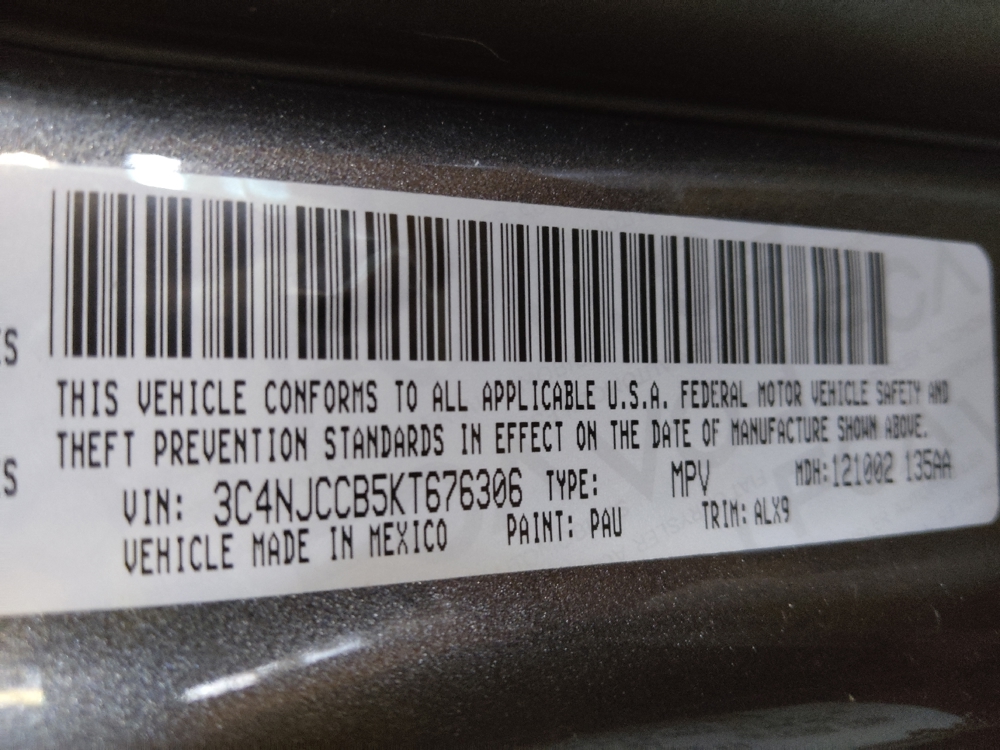 THIS VEHICLE CONFORMS TO ALL APPLICABLE U.S.A. FEDERAL MOTOR VEHICLE SAFETY AND
THEFT PREVENTION STANDARDS IN EFFECT ON THE DATE OF MANUFACTURE SHOWN ABOVE.
VIN: 3C4NJCCB5KT676306 TYPE: MPV MDH:121002 135AA
VEHICLE MADE IN MEXICO PAINT: PAU TRIM: ALX9